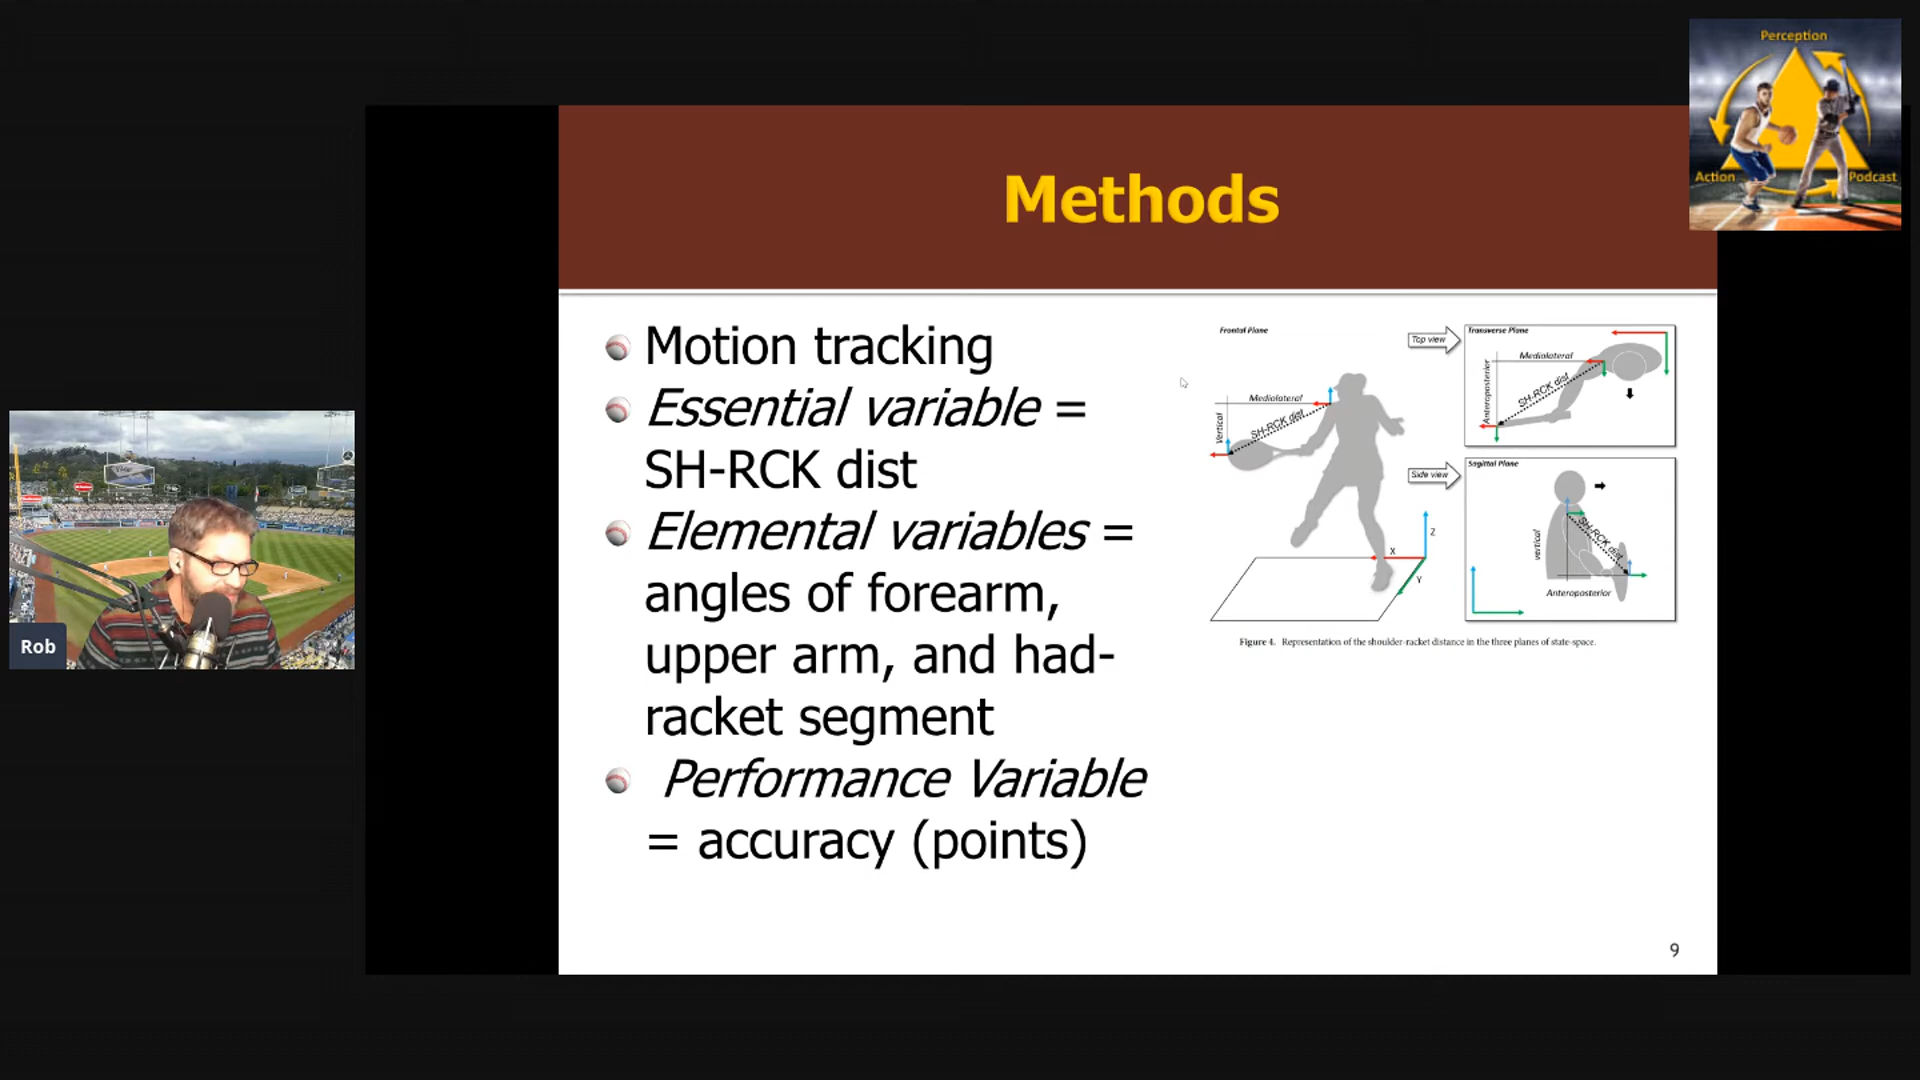 Perception
Action
Podcast
Methods
Motion tracking
Essential variable =
SH-RCK dist
Elemental variables =
angles of forearm,
upper arm, and had-
racket segment
Performance Variable
= accuracy (points)
Frontal Plane
Mediolateral
Vertical
SH-RCK dist
X
Y
Z
Top view
Transverse Plane
Mediolateral
Anteroposterior
SH-RCK dist
Side view
Sagittal Plane
vertical
SH-RCK dist
Anteroposterior
Figure 4. Representation of the shoulder-racket distance in the three planes of state-space.
9
Rob